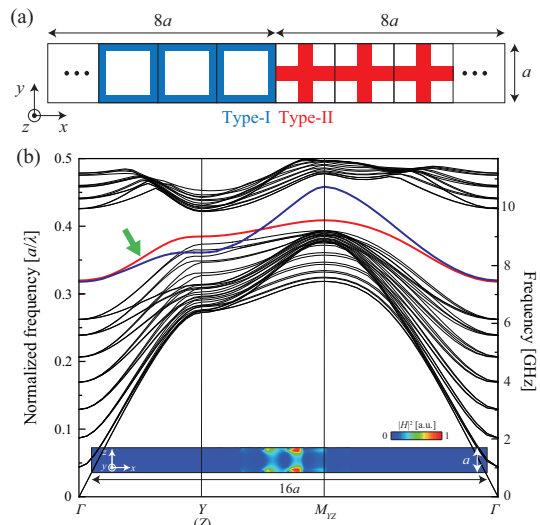 (a)
8a 8a
••• •••
a
y
z x
Type-I Type-II
(b)
Normalized frequency [a/λ]
0.5
0.4
0.3
0.2
0.1
0
Frequency [GHz]
10
8
6
4
2
0
|H|² [a.u.]
0 1
z
y x
a
16a
Γ Y M_YZ Γ
(Z)